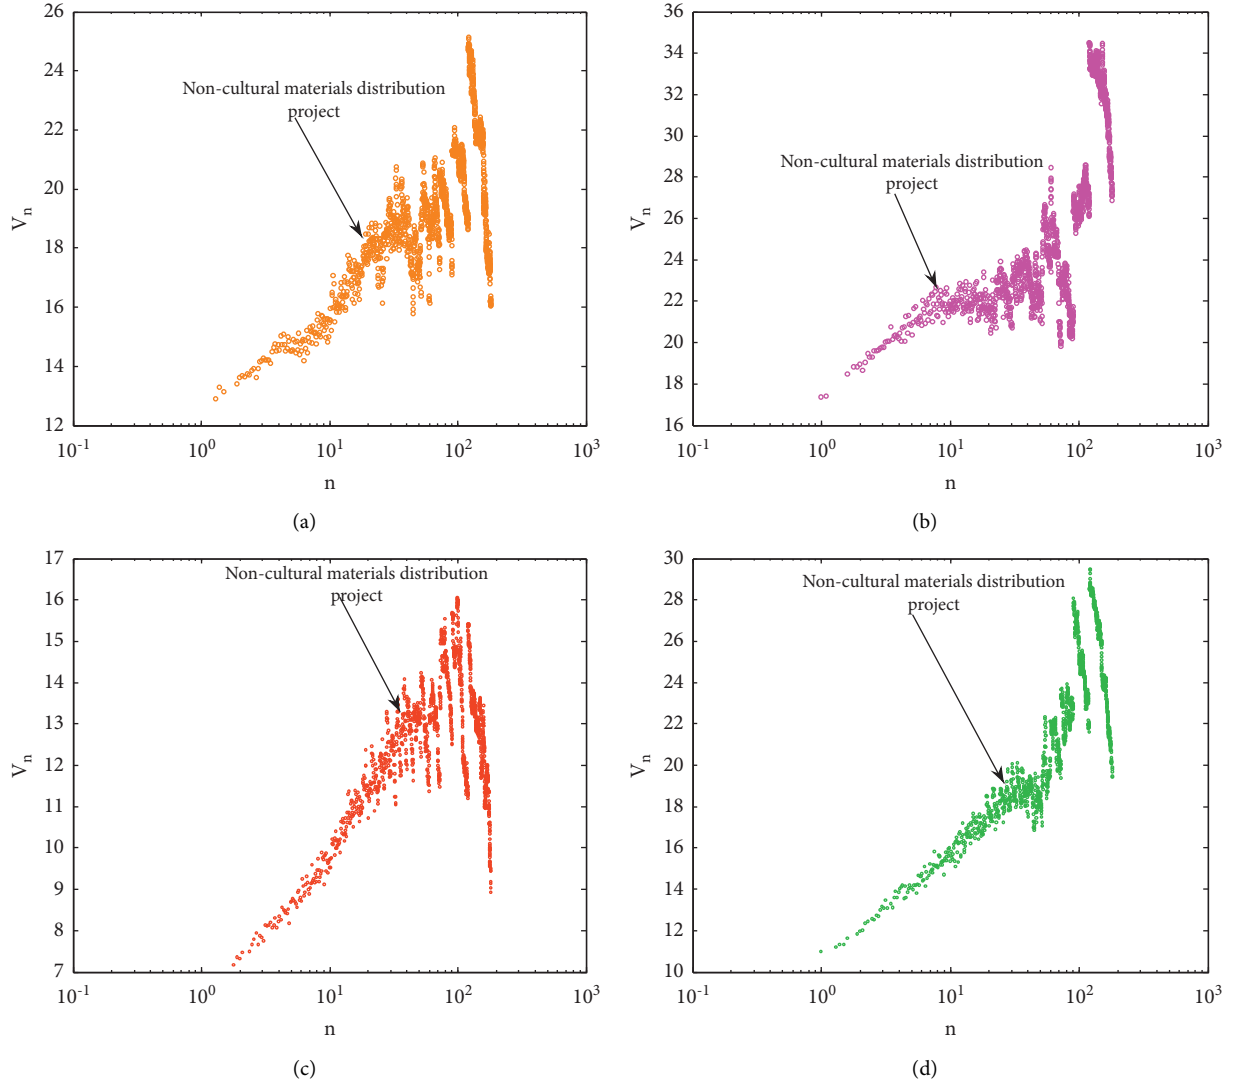 26
24
22
20
18
16
14
12
V_n
Non-cultural materials distribution
project
10^-1 10^0 10^1 10^2 10^3
n
(a)
36
34
32
30
28
26
24
22
20
18
16
V_n
Non-cultural materials distribution
project
10^-1 10^0 10^1 10^2 10^3
n
(b)
17
16
15
14
13
12
11
10
9
8
7
V_n
Non-cultural materials distribution
project
10^-1 10^0 10^1 10^2 10^3
n
(c)
30
28
26
24
22
20
18
16
14
12
10
V_n
Non-cultural materials distribution
project
10^-1 10^0 10^1 10^2 10^3
n
(d)